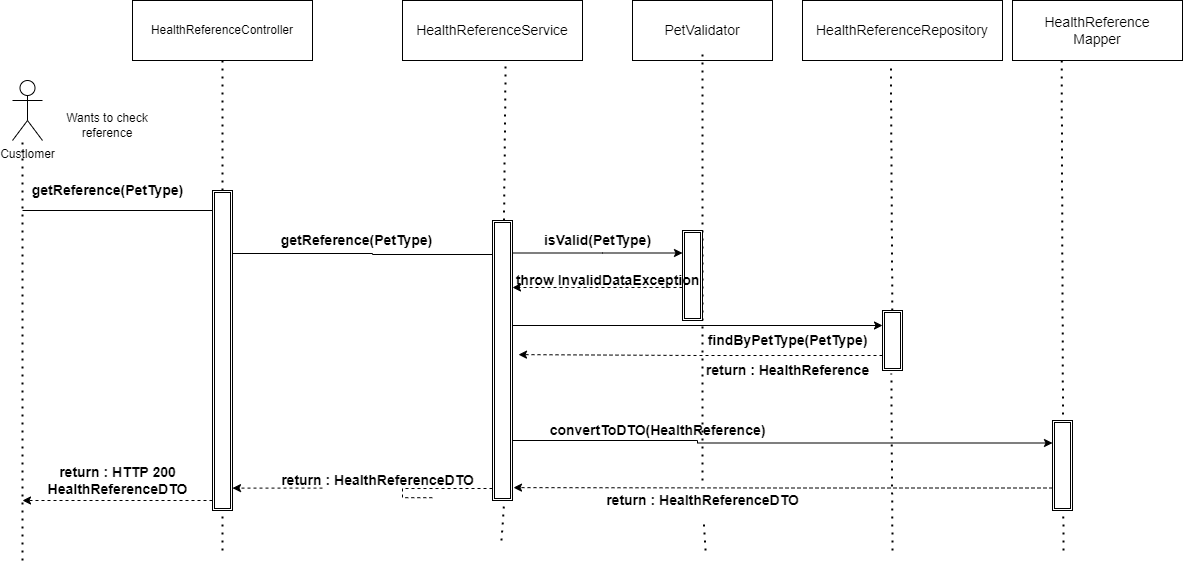 HealthReferenceController
HealthReferenceService
PetValidator
HealthReferenceRepository
HealthReference
Mapper
Wants to check
reference
Custlomer
getReference(PetType)
getReference(PetType)
isValid(PetType)
throw InvalidDataException
findByPetType(PetType)
return : HealthReference
convertToDTO(HealthReference)
return : HTTP 200
HealthReferenceDTO
return : HealthReferenceDTO
return : HealthReferenceDTO